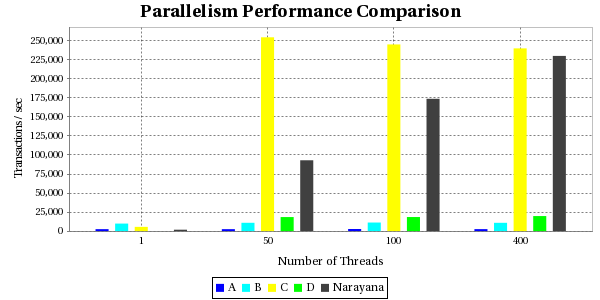 Parallelism Performance Comparison
250,000
225,000
200,000
175,000
150,000
125,000
100,000
75,000
50,000
25,000
0
Transactions / sec
1 50 100 400
Number of Threads
A B C D Narayana